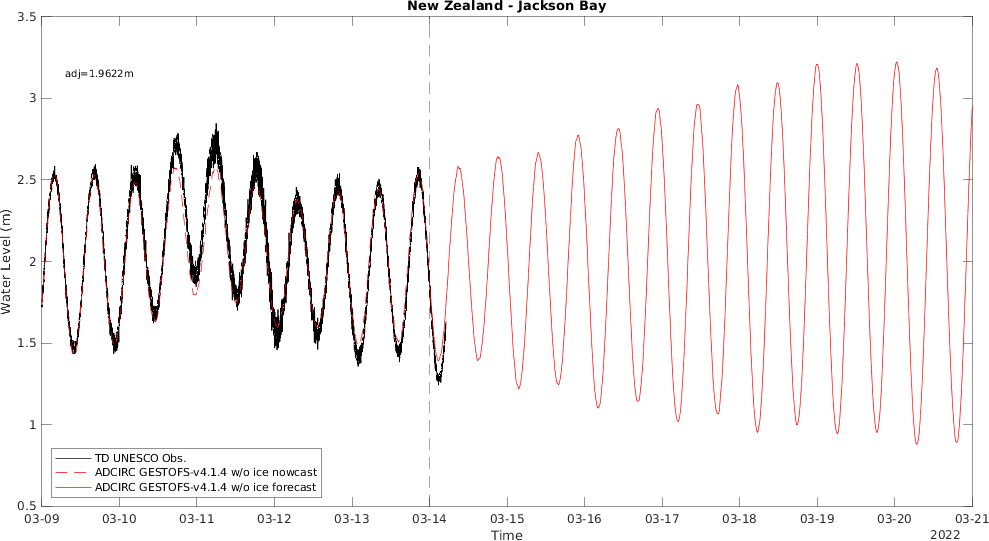 New Zealand - Jackson Bay
adj=1.9622m
3.5
3
2.5
2
1.5
1
0.5
Water Level (m)
TD UNESCO Obs.
ADCIRC GESTOFS-v4.1.4 w/o ice nowcast
ADCIRC GESTOFS-v4.1.4 w/o ice forecast
03-09 03-10 03-11 03-12 03-13 03-14 03-15 03-16 03-17 03-18 03-19 03-20 03-21
Time
2022